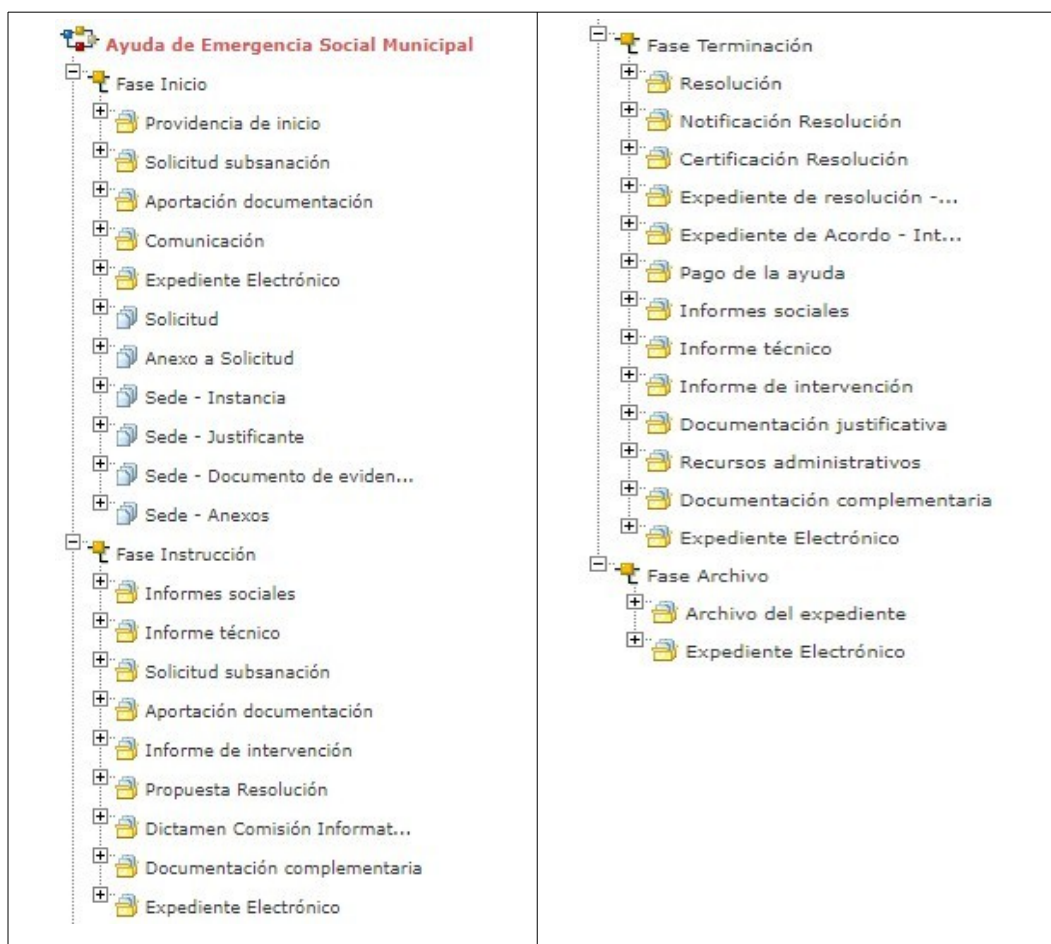 Ayuda de Emergencia Social Municipal
Fase Inicio
Providencia de inicio
Solicitud subsanación
Aportación documentación
Comunicación
Expediente Electrónico
Solicitud
Anexo a Solicitud
Sede - Instancia
Sede - Justificante
Sede - Documento de eviden...
Sede - Anexos
Fase Instrucción
Informes sociales
Informe técnico
Solicitud subsanación
Aportación documentación
Informe de intervención
Propuesta Resolución
Dictamen Comisión Informat...
Documentación complementaria
Expediente Electrónico
Fase Terminación
Resolución
Notificación Resolución
Certificación Resolución
Expediente de resolución -...
Expediente de Acordo - Int...
Pago de la ayuda
Informes sociales
Informe técnico
Informe de intervención
Documentación justificativa
Recursos administrativos
Documentación complementaria
Expediente Electrónico
Fase Archivo
Archivo del expediente
Expediente Electrónico